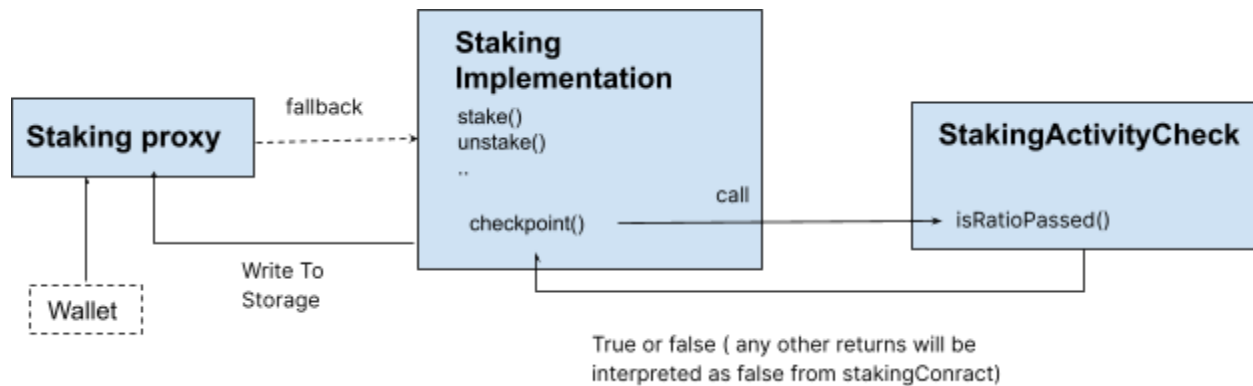 Staking proxy
fallback
Staking
Implementation
stake()
unstake()
..
checkpoint()
call
StakingActivityCheck
isRatioPassed()
Write To
Storage
Wallet
True or false ( any other returns will be
interpreted as false from stakingConract)